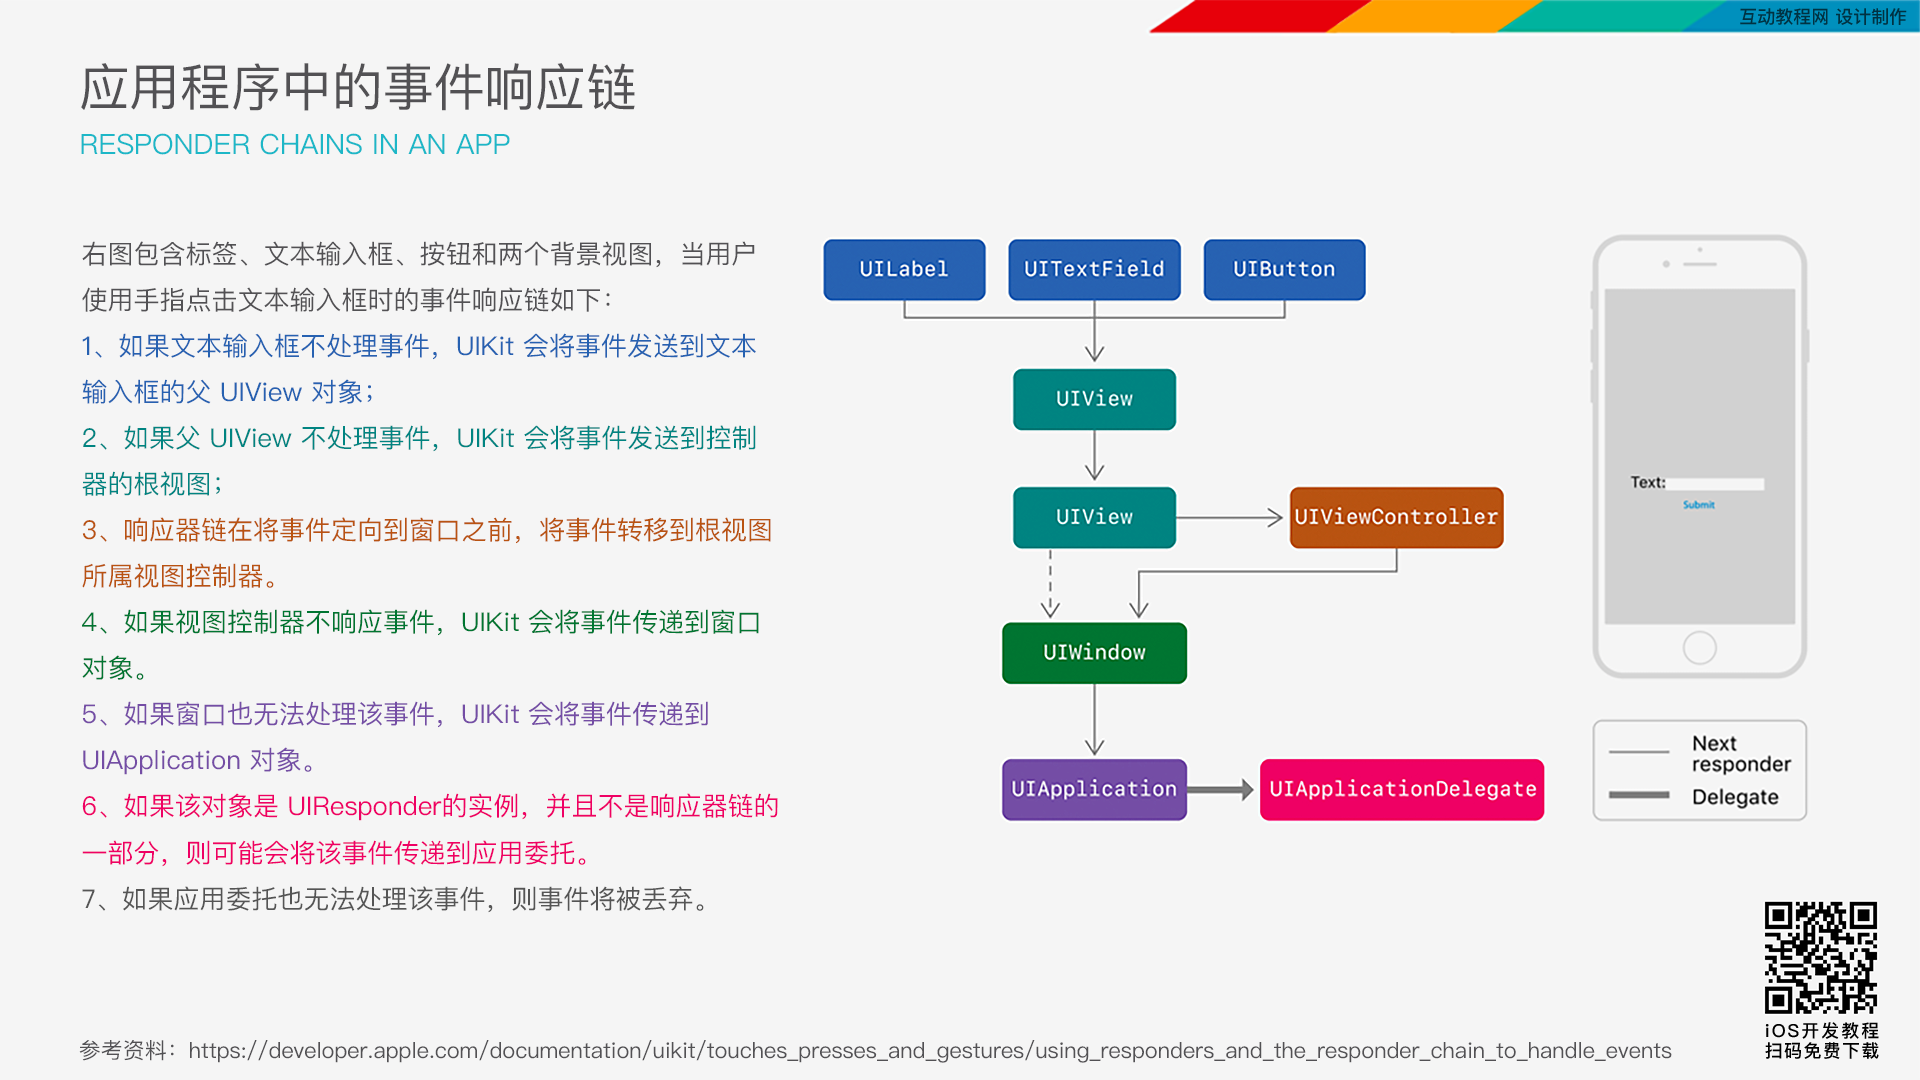 互动教程网 设计制作
应用程序中的事件响应链
RESPONDER CHAINS IN AN APP
右图包含标签、文本输入框、按钮和两个背景视图，当用户
使用手指点击文本输入框时的事件响应链如下：
1、如果文本输入框不处理事件，UIKit 会将事件发送到文本
输入框的父 UIView 对象；
2、如果父 UIView 不处理事件，UIKit 会将事件发送到控制
器的根视图；
3、响应器链在将事件定向到窗口之前，将事件转移到根视图
所属视图控制器。
4、如果视图控制器不响应事件，UIKit 会将事件传递到窗口
对象。
5、如果窗口也无法处理该事件，UIKit 会将事件传递到
UIApplication 对象。
6、如果该对象是 UIResponder的实例，并且不是响应器链的
一部分，则可能会将该事件传递到应用委托。
7、如果应用委托也无法处理该事件，则事件将被丢弃。
UILabel
UITextField
UIButton
UIView
UIView
UIViewController
UIWindow
UIApplication
UIApplicationDelegate
Text:
Submit
Next
responder
Delegate
iOS开发教程
扫码免费下载
参考资料：https://developer.apple.com/documentation/uikit/touches_presses_and_gestures/using_responders_and_the_responder_chain_to_handle_events